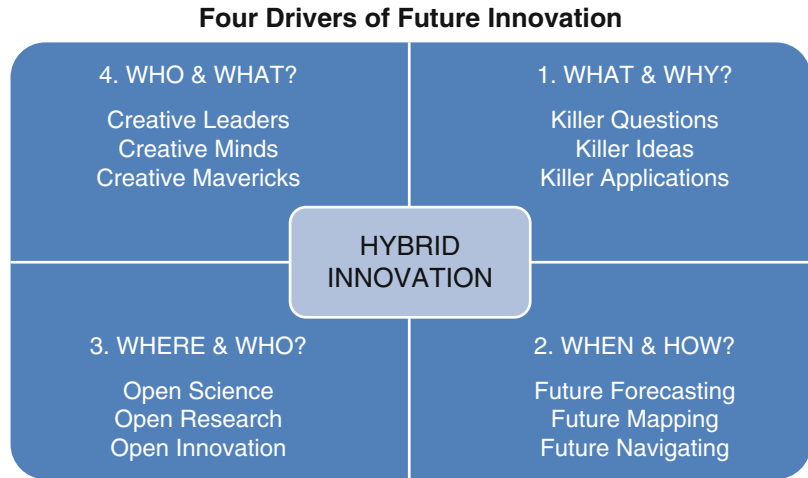 Four Drivers of Future Innovation
4. WHO & WHAT?
Creative Leaders
Creative Minds
Creative Mavericks
1. WHAT & WHY?
Killer Questions
Killer Ideas
Killer Applications
HYBRID
INNOVATION
3. WHERE & WHO?
Open Science
Open Research
Open Innovation
2. WHEN & HOW?
Future Forecasting
Future Mapping
Future Navigating